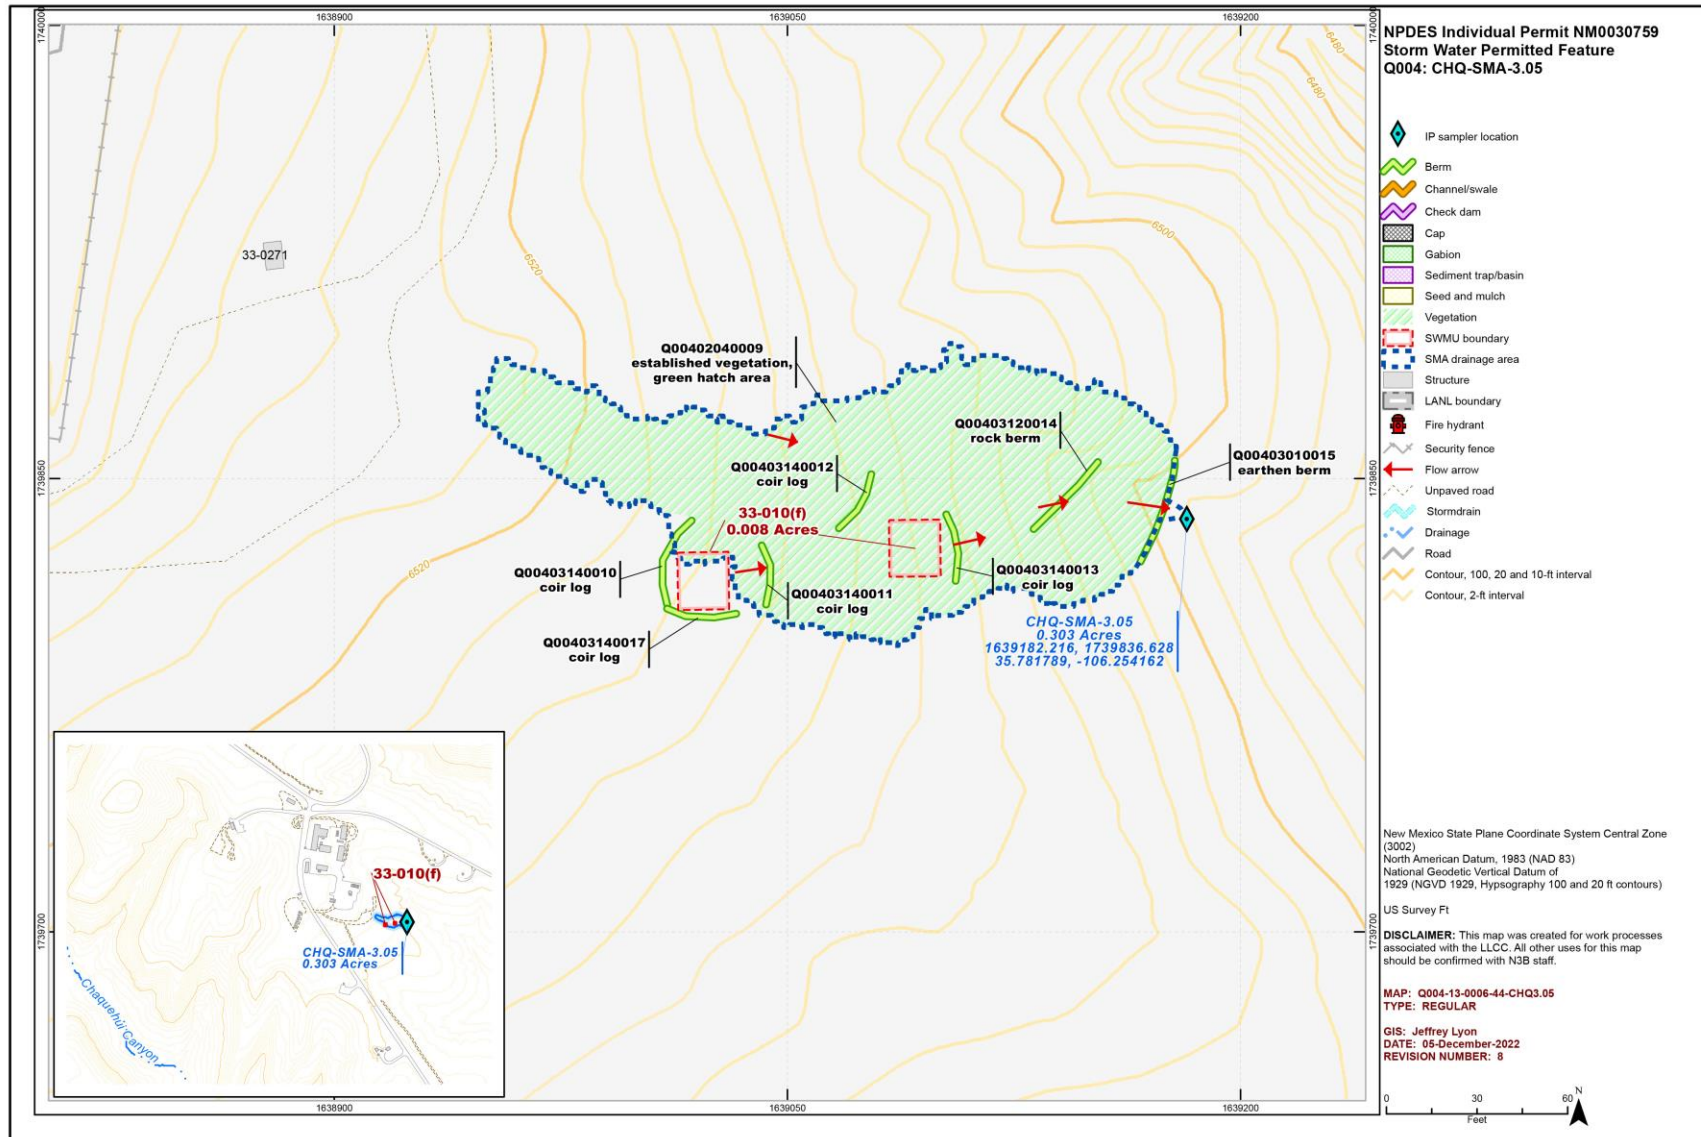 NPDES Individual Permit NM0030759
Storm Water Permitted Feature
Q004: CHQ-SMA-3.05
IP sampler location
Berm
Channel/swale
Check dam
Cap
Gabion
Sediment trap/basin
Seed and mulch
Vegetation
SWMU boundary
SMA drainage area
Structure
LANL boundary
Fire hydrant
Security fence
Flow arrow
Unpaved road
Stormdrain
Drainage
Road
Contour, 100, 20 and 10-ft interval
Contour, 2-ft interval
New Mexico State Plane Coordinate System Central Zone
(3002)
North American Datum, 1983 (NAD 83)
National Geodetic Vertical Datum of
1929 (NGVD 1929, Hypsography 100 and 20 ft contours)
US Survey Ft
DISCLAIMER: This map was created for work processes
associated with the LLCC. All other uses for this map
should be confirmed with N3B staff.
MAP: Q004-13-0006-44-CHQ3.05
TYPE: REGULAR
GIS: Jeffrey Lyon
DATE: 05-December-2022
REVISION NUMBER: 8
0 30 60
Feet
N
1638900
1639050
1639200
1740000
1740000
6480
6480
6500
6520
33-0271
Q00402040009
established vegetation,
green hatch area
Q00403120014
rock berm
Q00403010015
earthen berm
Q00403140012
coir log
1739850
1739850
33-010(f)
0.008 Acres
Q00403140010
coir log
Q00403140011
coir log
Q00403140013
coir log
6520
Q00403140017
coir log
CHQ-SMA-3.05
0.303 Acres
1639182.216, 1739836.628
35.781789, -106.254162
33-010(f)
CHQ-SMA-3.05
0.303 Acres
Chaquehui Canyon
1739700
1739700
1638900
1639050
1639200